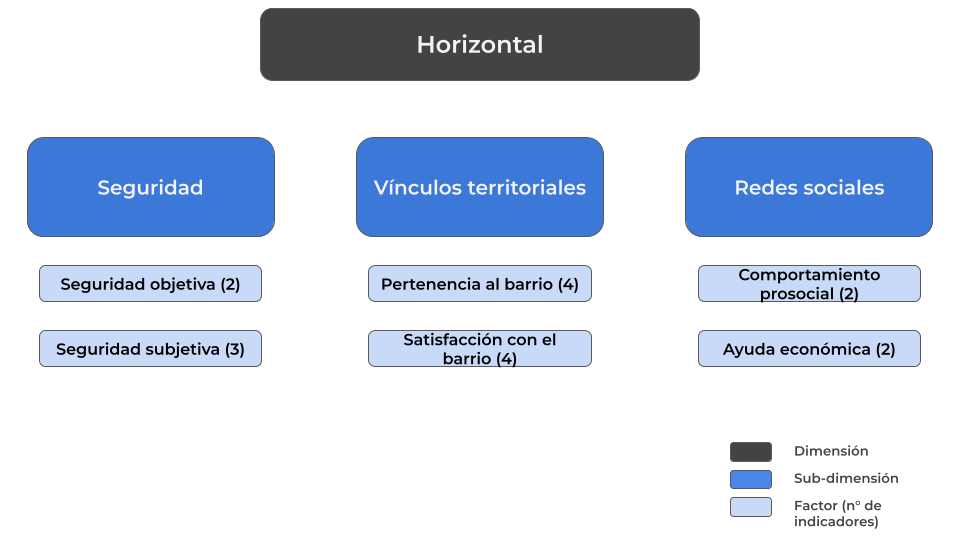 Horizontal
Seguridad
Vínculos territoriales
Redes sociales
Seguridad objetiva (2)
Pertenencia al barrio (4)
Comportamiento
prosocial (2)
Seguridad subjetiva (3)
Satisfacción con el
barrio (4)
Ayuda económica (2)
Dimensión
Sub-dimensión
Factor (n° de
indicadores)